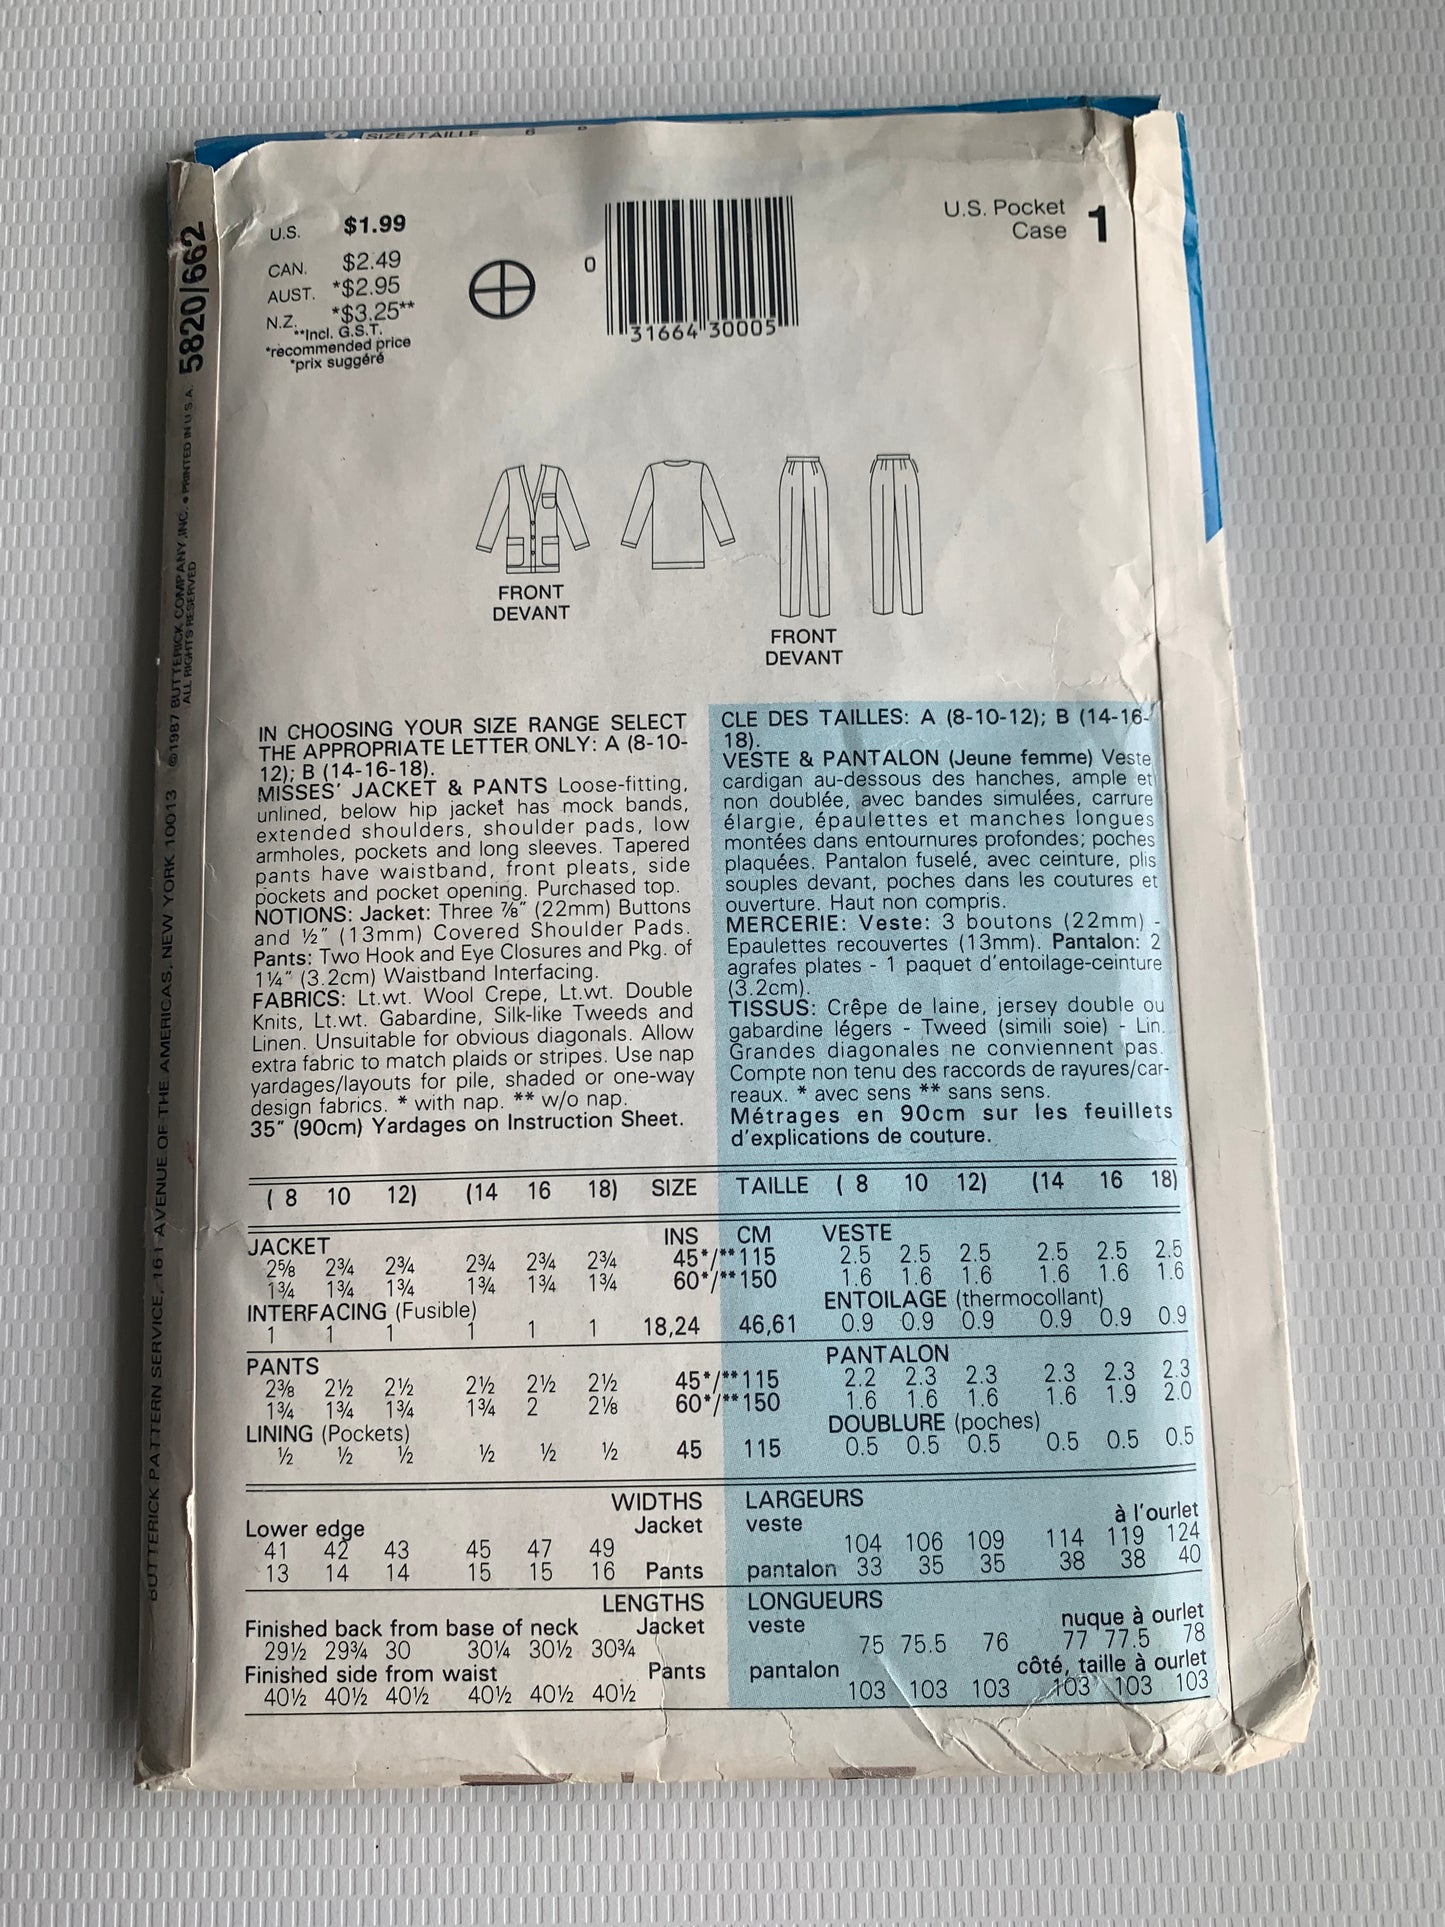 SIZE/TAILLE 6
5820/662
©1987 BUTTERICK COMPANY, INC. • PRINTED IN U.S.A.
ALL RIGHTS RESERVED
BUTTERICK PATTERN SERVICE, 161 AVENUE OF THE AMERICAS, NEW YORK 10013
U.S. $1.99
CAN. $2.49
AUST. *$2.95
N.Z. *$3.25**
**Incl. G.S.T.
*recommended price
*prix suggéré
0 31664 30005
U.S. Pocket
Case 1
FRONT
DEVANT
FRONT
DEVANT
IN CHOOSING YOUR SIZE RANGE SELECT
THE APPROPRIATE LETTER ONLY: A (8-10-
12); B (14-16-18).
MISSES' JACKET & PANTS Loose-fitting,
unlined, below hip jacket has mock bands,
extended shoulders, shoulder pads, low
armholes, pockets and long sleeves. Tapered
pants have waistband, front pleats, side
pockets and pocket opening. Purchased top.
NOTIONS: Jacket: Three ⅞" (22mm) Buttons
and ½" (13mm) Covered Shoulder Pads.
Pants: Two Hook and Eye Closures and Pkg. of
1¼" (3.2cm) Waistband Interfacing.
FABRICS: Lt.wt. Wool Crepe, Lt.wt. Double
Knits, Lt.wt. Gabardine, Silk-like Tweeds and
Linen. Unsuitable for obvious diagonals. Allow
extra fabric to match plaids or stripes. Use nap
yardages/layouts for pile, shaded or one-way
design fabrics. * with nap. ** w/o nap.
35" (90cm) Yardages on Instruction Sheet.
CLE DES TAILLES: A (8-10-12); B (14-16-
18).
VESTE & PANTALON (Jeune femme) Veste
cardigan au-dessous des hanches, ample et
non doublée, avec bandes simulées, carrure
élargie, épaulettes et manches longues
montées dans entournures profondes; poches
plaquées. Pantalon fuselé, avec ceinture, plis
souples devant, poches dans les coutures et
ouverture. Haut non compris.
MERCERIE: Veste: 3 boutons (22mm) -
Epaulettes recouvertes (13mm). Pantalon: 2
agrafes plates - 1 paquet d'entoilage-ceinture
(3.2cm).
TISSUS: Crêpe de laine, jersey double ou
gabardine légers - Tweed (simili soie) - Lin.
Grandes diagonales ne conviennent pas.
Compte non tenu des raccords de rayures/car-
reaux. * avec sens ** sans sens.
Métrages en 90cm sur les feuillets
d'explications de couture.
( 8 10 12) (14 16 18) SIZE TAILLE ( 8 10 12) (14 16 18)
JACKET INS CM VESTE
2⅝ 2¾ 2¾ 2¾ 2¾ 2¾ 45*/**115 2.5 2.5 2.5 2.5 2.5 2.5
1¾ 1¾ 1¾ 1¾ 1¾ 1¾ 60*/**150 1.6 1.6 1.6 1.6 1.6 1.6
INTERFACING (Fusible) ENTOILAGE (thermocollant)
1 1 1 1 1 1 18,24 46,61 0.9 0.9 0.9 0.9 0.9 0.9
PANTS PANTALON
2⅜ 2½ 2½ 2½ 2½ 2½ 45*/**115 2.2 2.3 2.3 2.3 2.3 2.3
1¾ 1¾ 1¾ 1¾ 2 2⅛ 60*/**150 1.6 1.6 1.6 1.6 1.9 2.0
LINING (Pockets) DOUBLURE (poches)
½ ½ ½ ½ ½ ½ 45 115 0.5 0.5 0.5 0.5 0.5 0.5
WIDTHS LARGEURS
Lower edge Jacket veste à l'ourlet
41 42 43 45 47 49 104 106 109 114 119 124
13 14 14 15 15 16 Pants pantalon 33 35 35 38 38 40
LENGTHS LONGUEURS
Finished back from base of neck Jacket veste nuque à ourlet
29½ 29¾ 30 30¼ 30½ 30¾ 75 75.5 76 77 77.5 78
Finished side from waist Pants pantalon côté, taille à ourlet
40½ 40½ 40½ 40½ 40½ 40½ 103 103 103 103 103 103